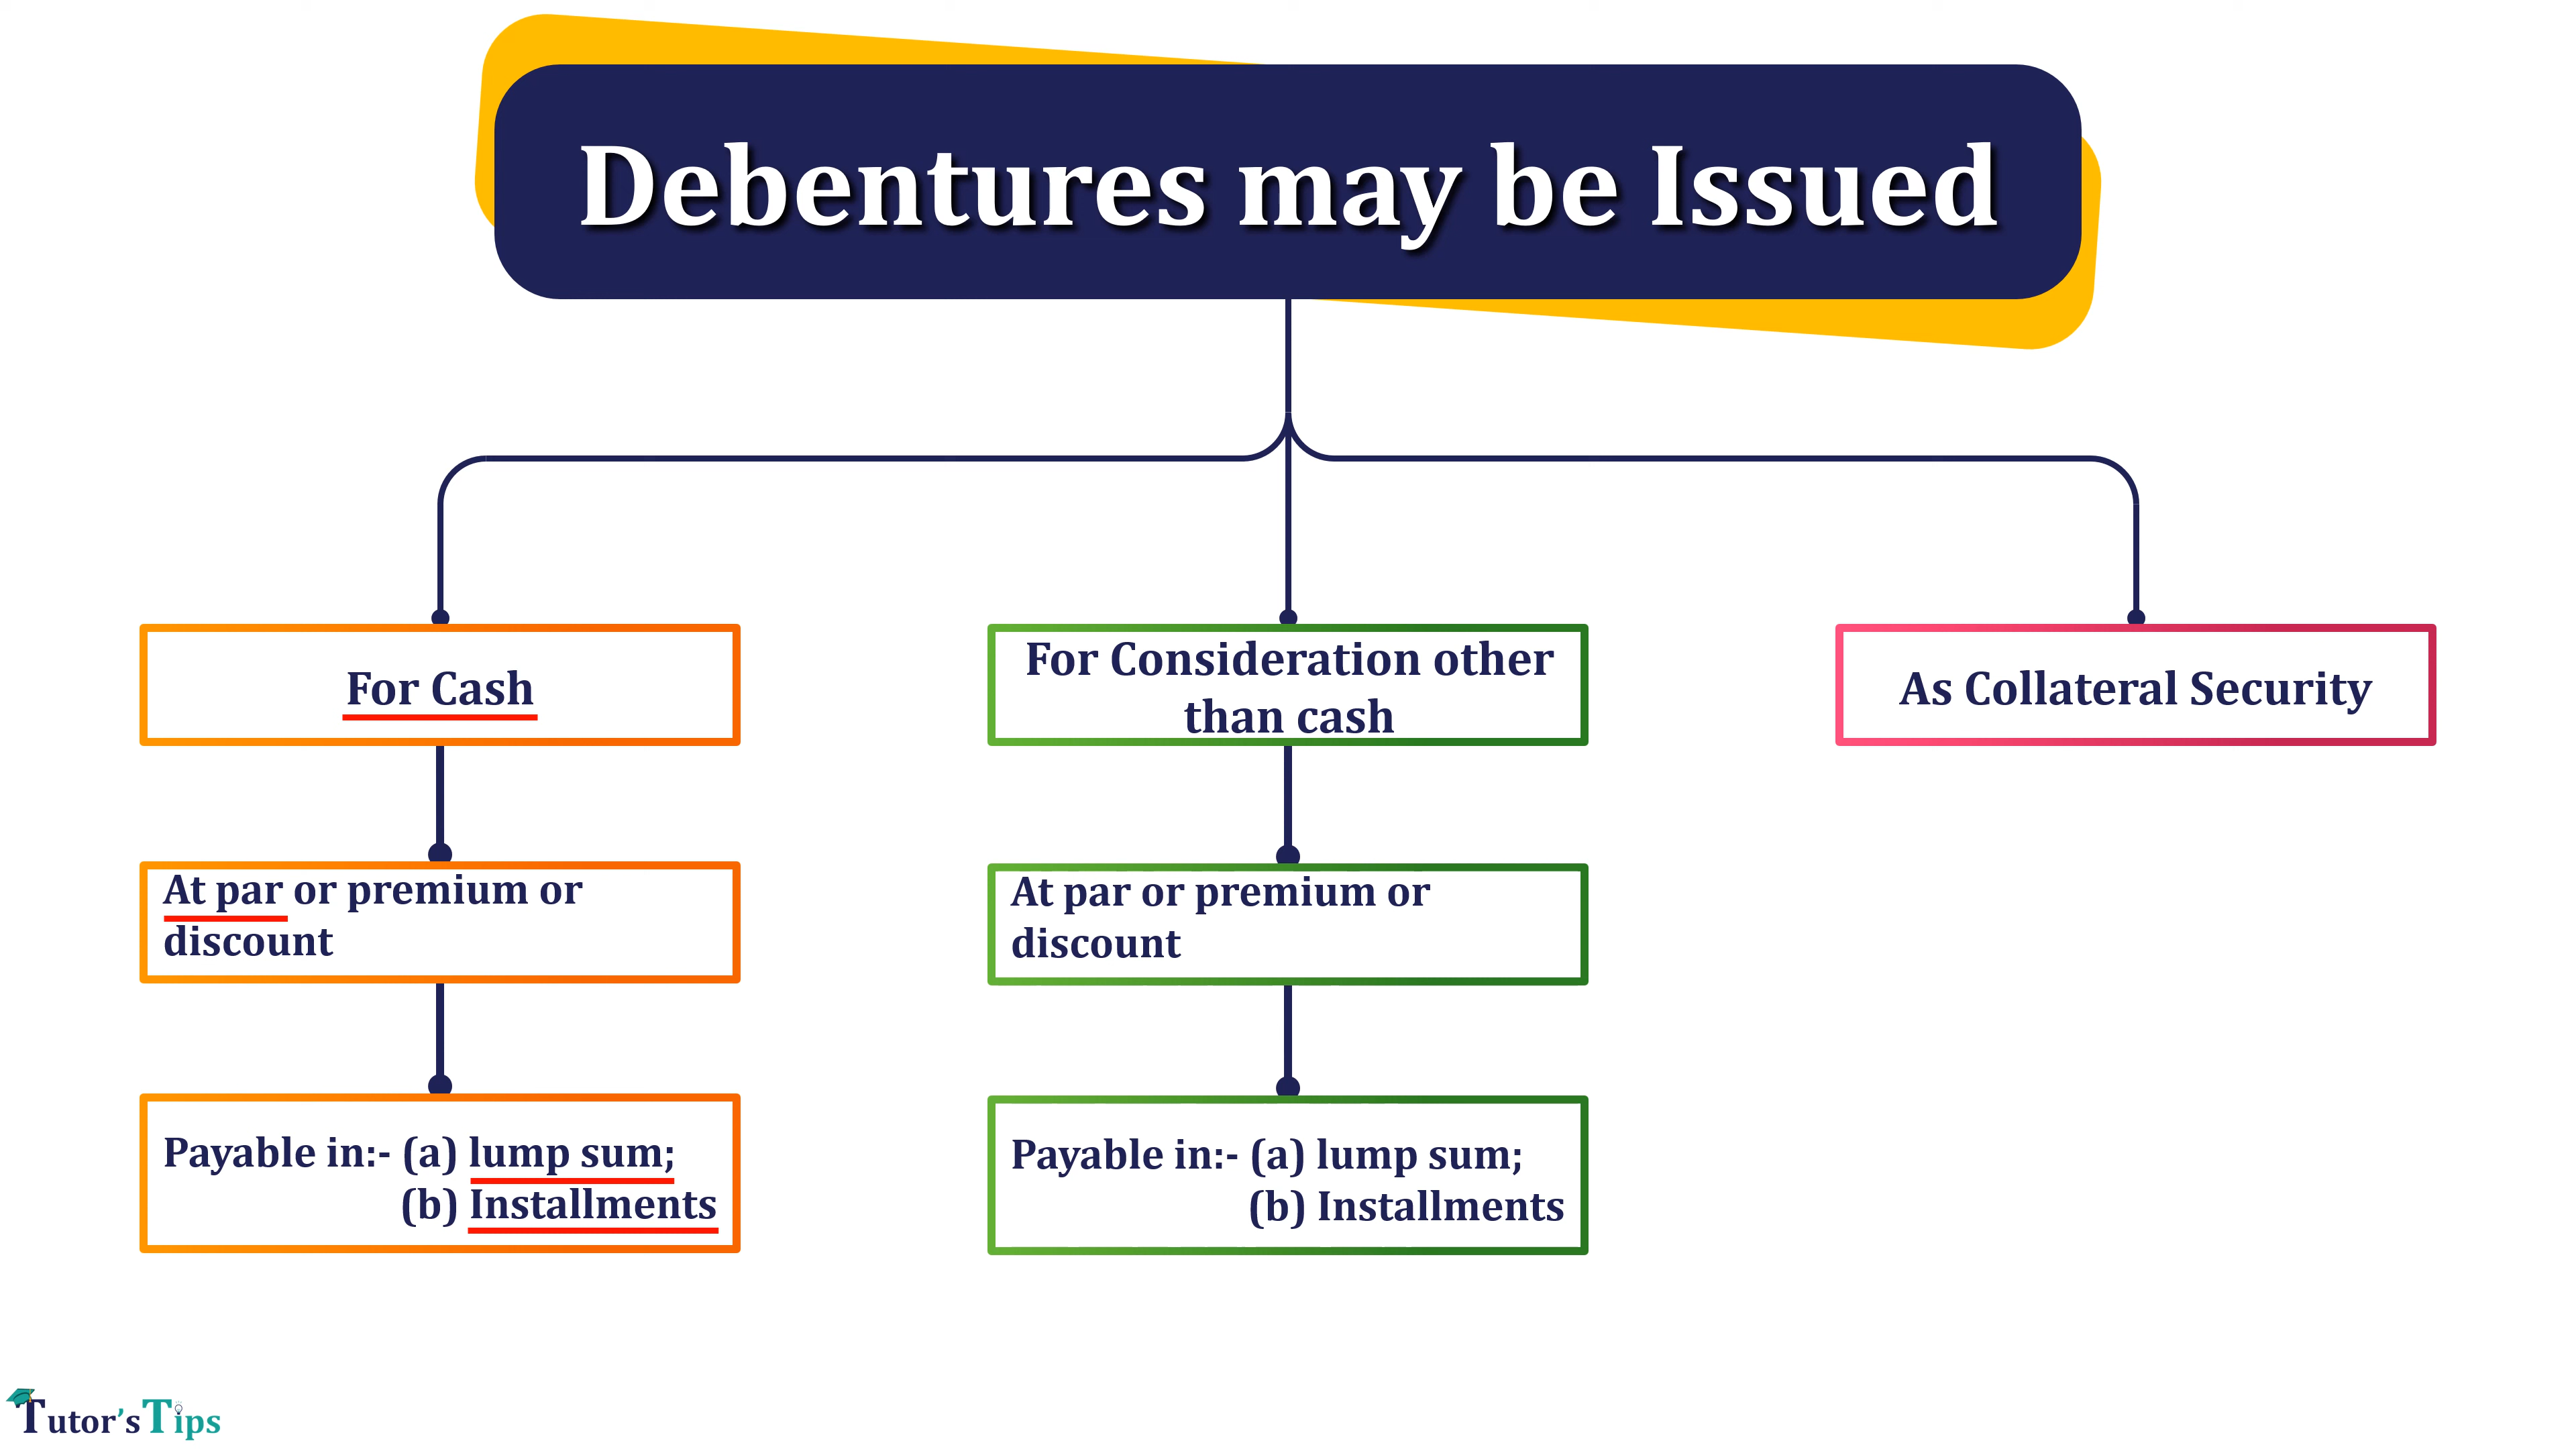 Debentures may be Issued
For Cash
For Consideration other
than cash
As Collateral Security
At par or premium or
discount
At par or premium or
discount
Payable in:- (a) lump sum;
(b) Installments
Payable in:- (a) lump sum;
(b) Installments
Tutor'sTips